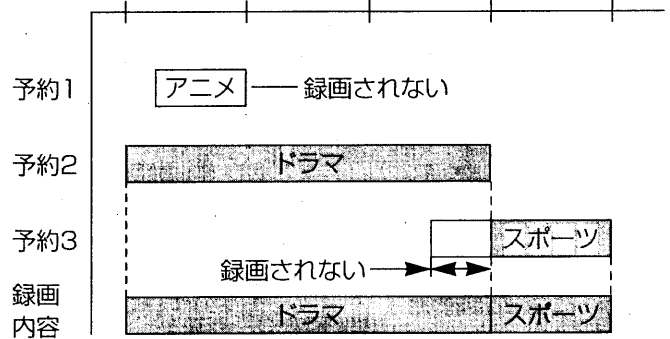 予約1
アニメ
録画されない
予約2
ドラマ
予約3
スポーツ
録画されない
録画
内容
ドラマ
スポーツ